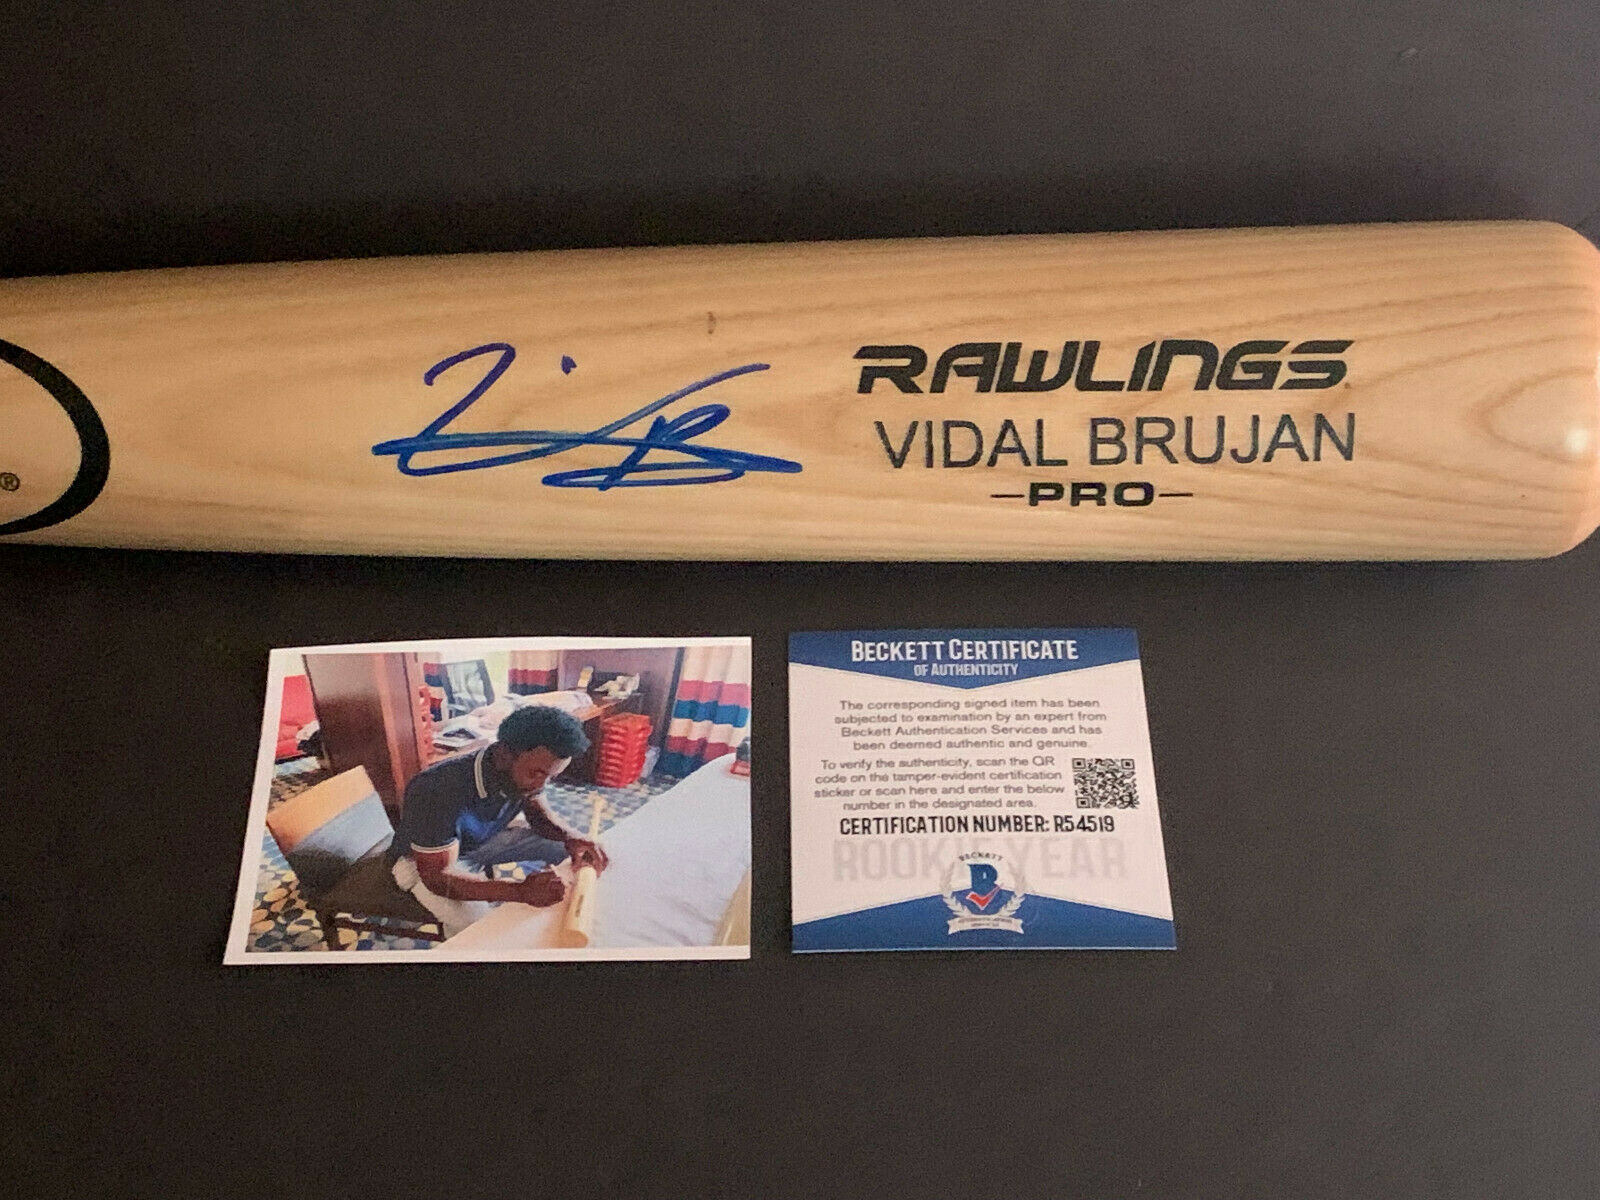 RAWLINGS
VIDAL BRUJAN
-PRO-
®
BECKETT CERTIFICATE
OF AUTHENTICITY
The corresponding signed item has been
subjected to examination by an expert from
Beckett Authentication Services and has
been deemed authentic and genuine.
To verify the authenticity, scan the QR
code on the tamper-evident certification
sticker or scan here and enter the below
number in the designated area.
CERTIFICATION NUMBER: R54519
ROOKIE YEAR
BECKETT
B